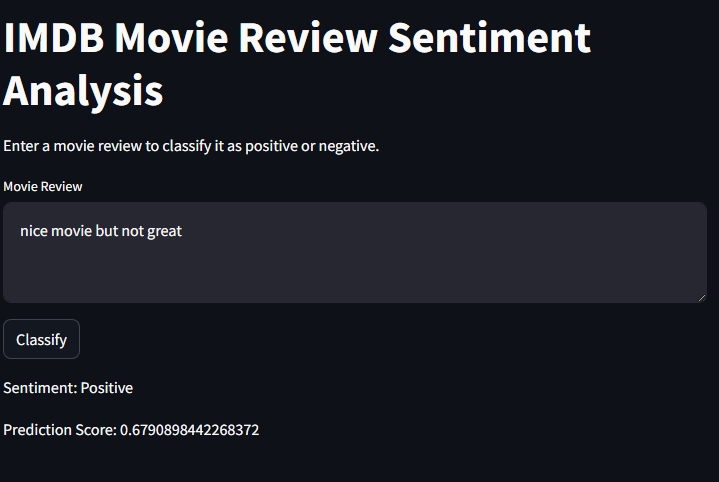 IMDB Movie Review Sentiment
Analysis
Enter a movie review to classify it as positive or negative.
Movie Review
nice movie but not great
Classify
Sentiment: Positive
Prediction Score: 0.6790898442268372